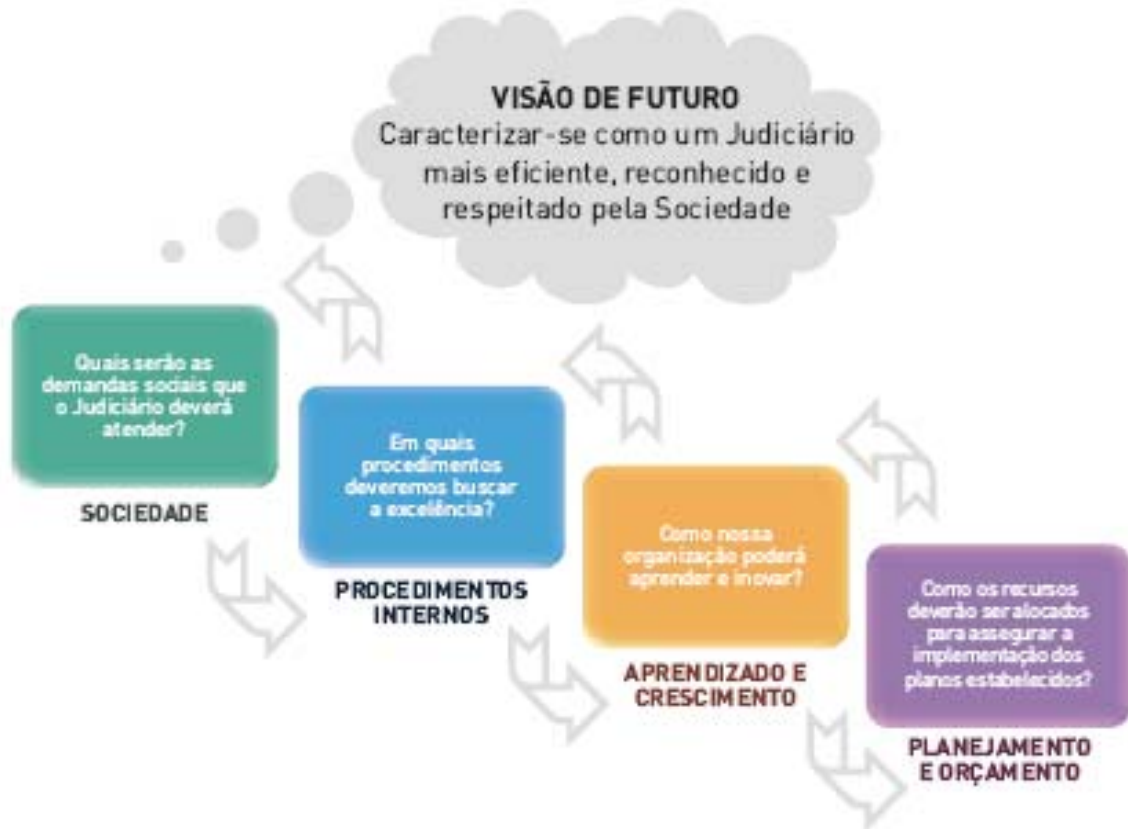 VISÃO DE FUTURO
Caracterizar-se como um Judiciário
mais eficiente, reconhecido e
respeitado pela Sociedade
Quais serão as
demandas sociais que
o Judiciário deverá
atender?
SOCIEDADE
Em quais
procedimentos
deveremos buscar
a excelência?
PROCEDIMENTOS
INTERNOS
Como nossa
organização poderá
aprender e inovar?
APRENDIZADO E
CRESCIMENTO
Como os recursos
deverão ser alocados
para assegurar a
implementação dos
planos estabelecidos?
PLANEJAMENTO
E ORÇAMENTO